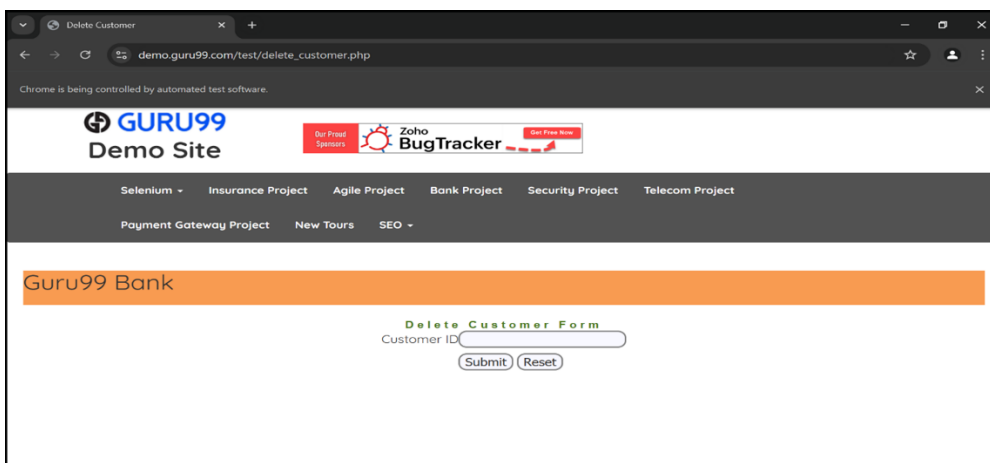 Delete Customer
demo.guru99.com/test/delete_customer.php
Chrome is being controlled by automated test software.
GURU99
Demo Site
Our Proud
Sponsors
Zoho
BugTracker
Get Free Now
Selenium Insurance Project Agile Project Bank Project Security Project Telecom Project
Payment Gateway Project New Tours SEO
Guru99 Bank
Delete Customer Form
Customer ID
Submit Reset